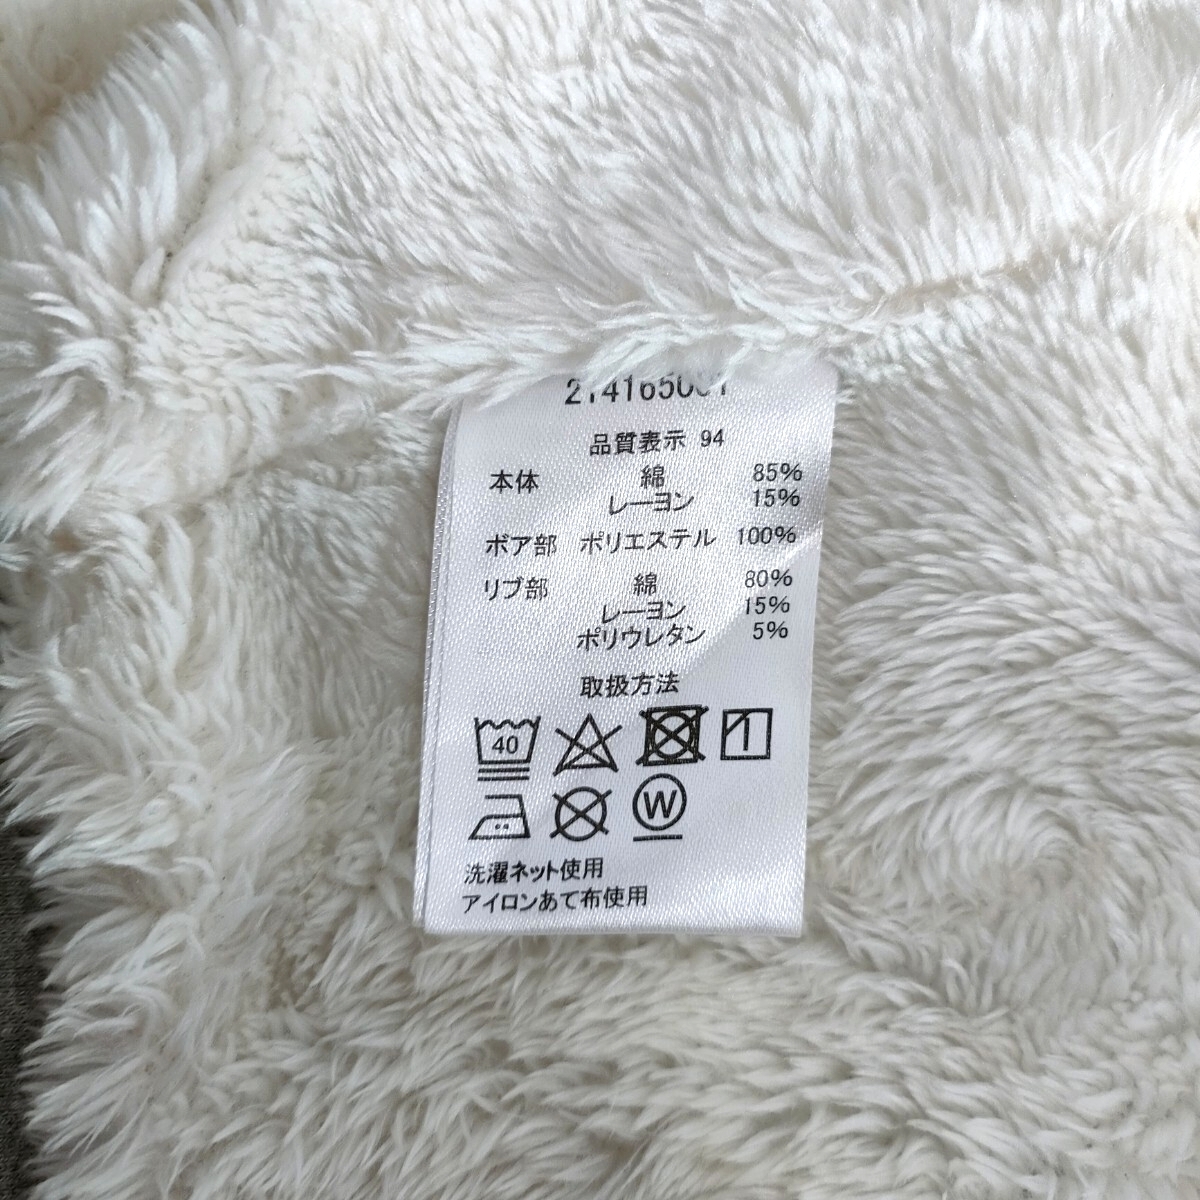 品質表示 94
本体 綿 85%
レーヨン 15%
ボア部 ポリエステル 100%
リブ部 綿 80%
レーヨン 15%
ポリウレタン 5%
取扱方法
40 1
W
洗濯ネット使用
アイロンあて布使用